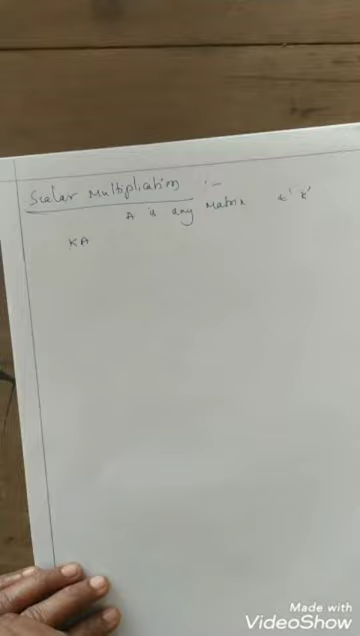 Scalar Multiplication :-
A is any Matrix & 'K'
KA
Made with
VideoShow